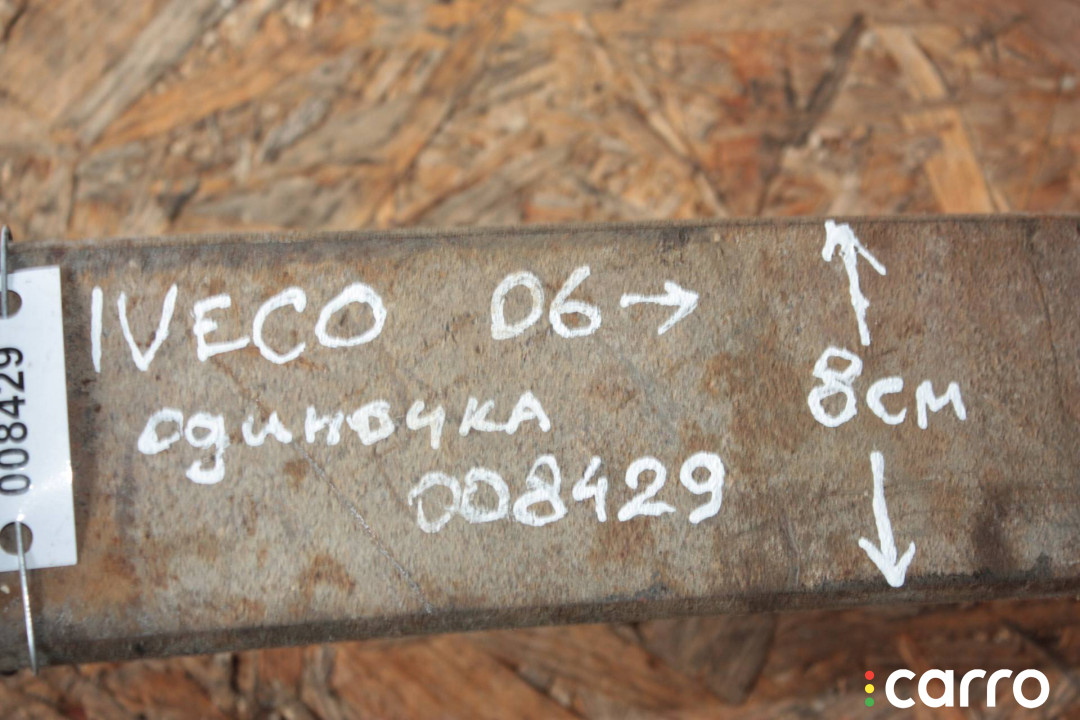 IVECO 06→
одиночка
008429
↑
8см
↓
008429
carro